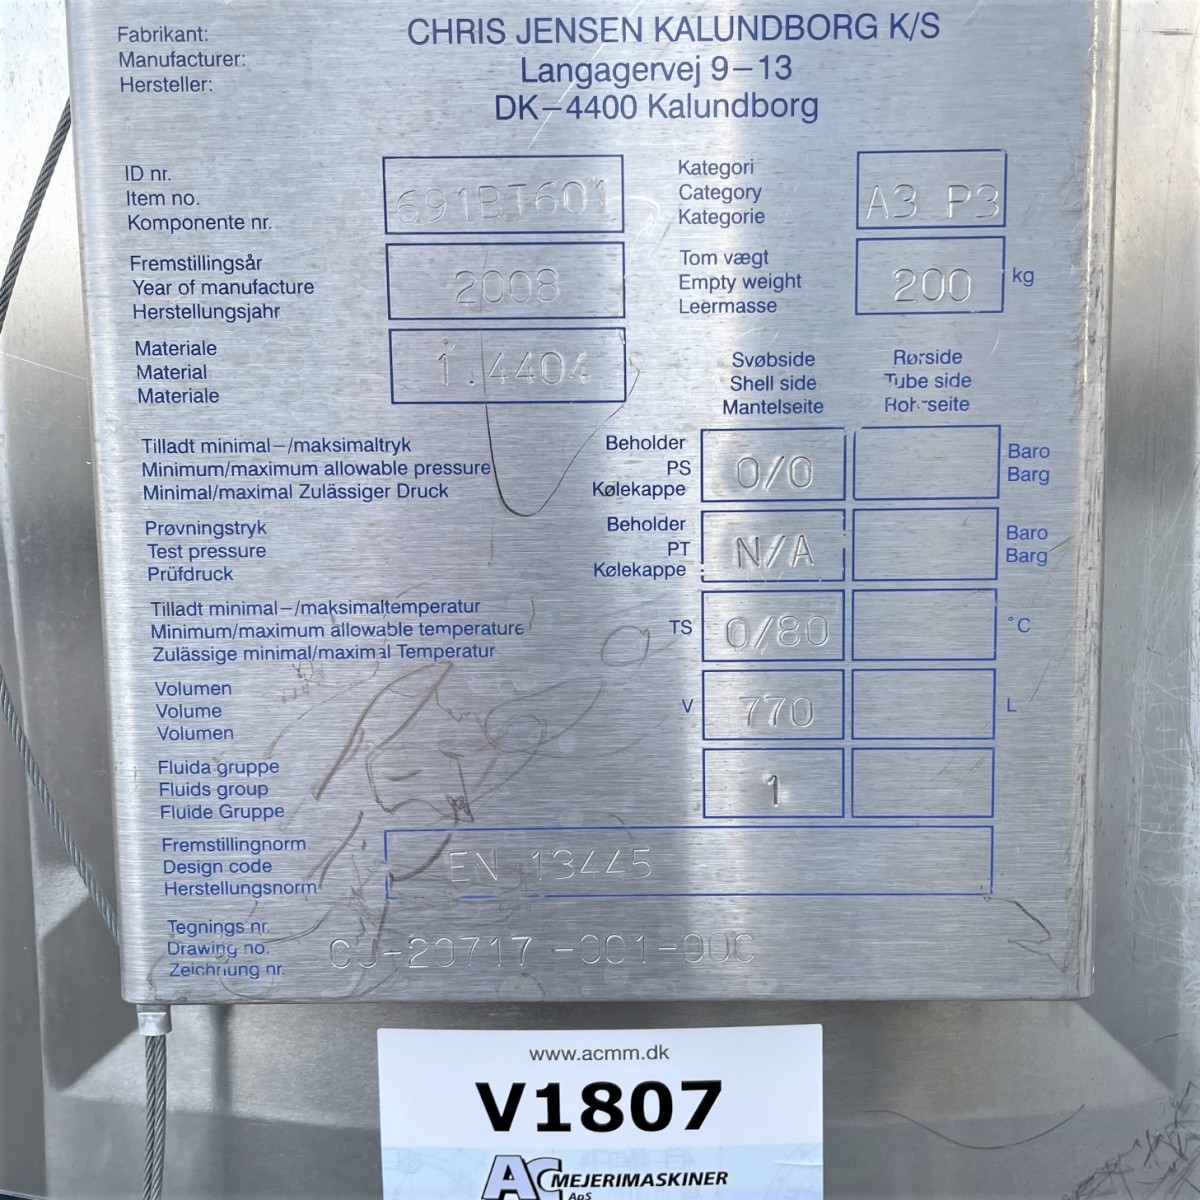 Fabrikant:
Manufacturer:
Hersteller:
CHRIS JENSEN KALUNDBORG K/S
Langagervej 9-13
DK-4400 Kalundborg
ID nr.
Item no.
Komponente nr.
691BT601
Kategori
Category
Kategorie
A3 P3
Fremstillingsår
Year of manufacture
Herstellungsjahr
2008
Tom vægt
Empty weight
Leermasse
200 kg
Materiale
Material
Materiale
1.4404
Svøbside
Shell side
Mantelseite
Rørside
Tube side
Rohrseite
Tilladt minimal-/maksimaltryk
Minimum/maximum allowable pressure
Minimal/maximal Zulässiger Druck
Beholder
PS
Kølekappe
0/0
Baro
Barg
Prøvningstryk
Test pressure
Prüfdruck
Beholder
PT
Kølekappe
N/A
Baro
Barg
Tilladt minimal-/maksimaltemperatur
Minimum/maximum allowable temperature
Zulässige minimal/maximal Temperatur
TS
0/80
°C
Volumen
Volume
Volumen
V
770
L
Fluida gruppe
Fluids group
Fluide Gruppe
1
Fremstillingnorm
Design code
Herstellungsnorm
EN 13445
Tegnings nr.
Drawing no.
Zeichnung nr.
CJ-20717-001-00C
www.acmm.dk
V1807
AC MEJERIMASKINER
ApS